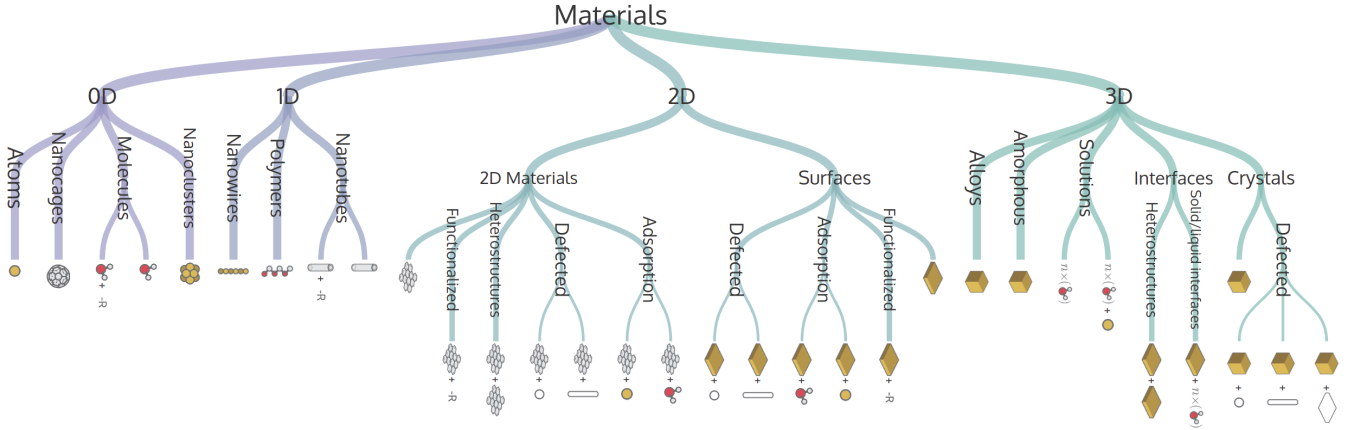 Materials
0D
1D
2D
3D
2D Materials
Surfaces
Interfaces
Crystals
Atoms
Nanocages
Molecules
Nanoclusters
Nanowires
Polymers
Nanotubes
Functionalized
Heterostructures
Defected
Adsorption
Defected
Adsorption
Functionalized
Alloys
Amorphous
Solutions
Heterostructures
Solid/liquid interfaces
Defected
+ -R
+ -R
n×( )
n×( ) +
+ -R
+
+
+
+
+
+
+
+
+
+
+ -R
+
+ n×( )
+
+
+